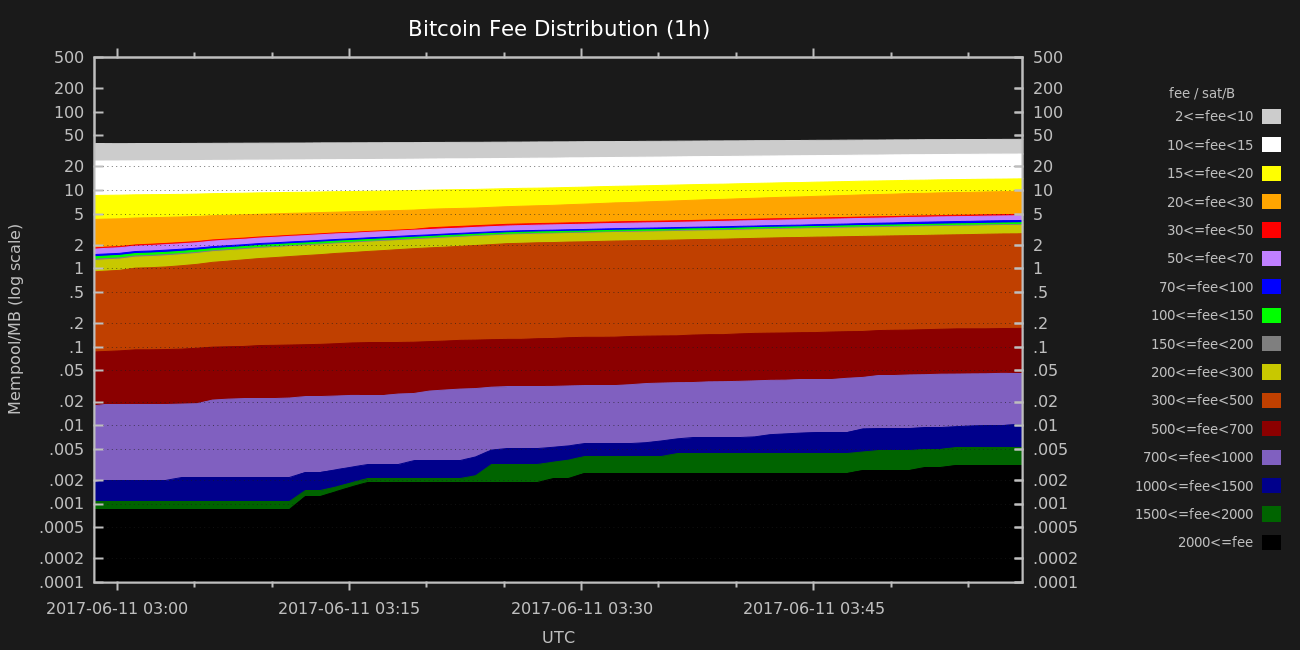 Bitcoin Fee Distribution (1h)
Mempool/MB (log scale)
500
200
100
50
20
10
5
2
1
.5
.2
.1
.05
.02
.01
.005
.002
.001
.0005
.0002
.0001
500
200
100
50
20
10
5
2
1
.5
.2
.1
.05
.02
.01
.005
.002
.001
.0005
.0002
.0001
2017-06-11 03:00 2017-06-11 03:15 2017-06-11 03:30 2017-06-11 03:45
UTC
fee / sat/B
2<=fee<10
10<=fee<15
15<=fee<20
20<=fee<30
30<=fee<50
50<=fee<70
70<=fee<100
100<=fee<150
150<=fee<200
200<=fee<300
300<=fee<500
500<=fee<700
700<=fee<1000
1000<=fee<1500
1500<=fee<2000
2000<=fee